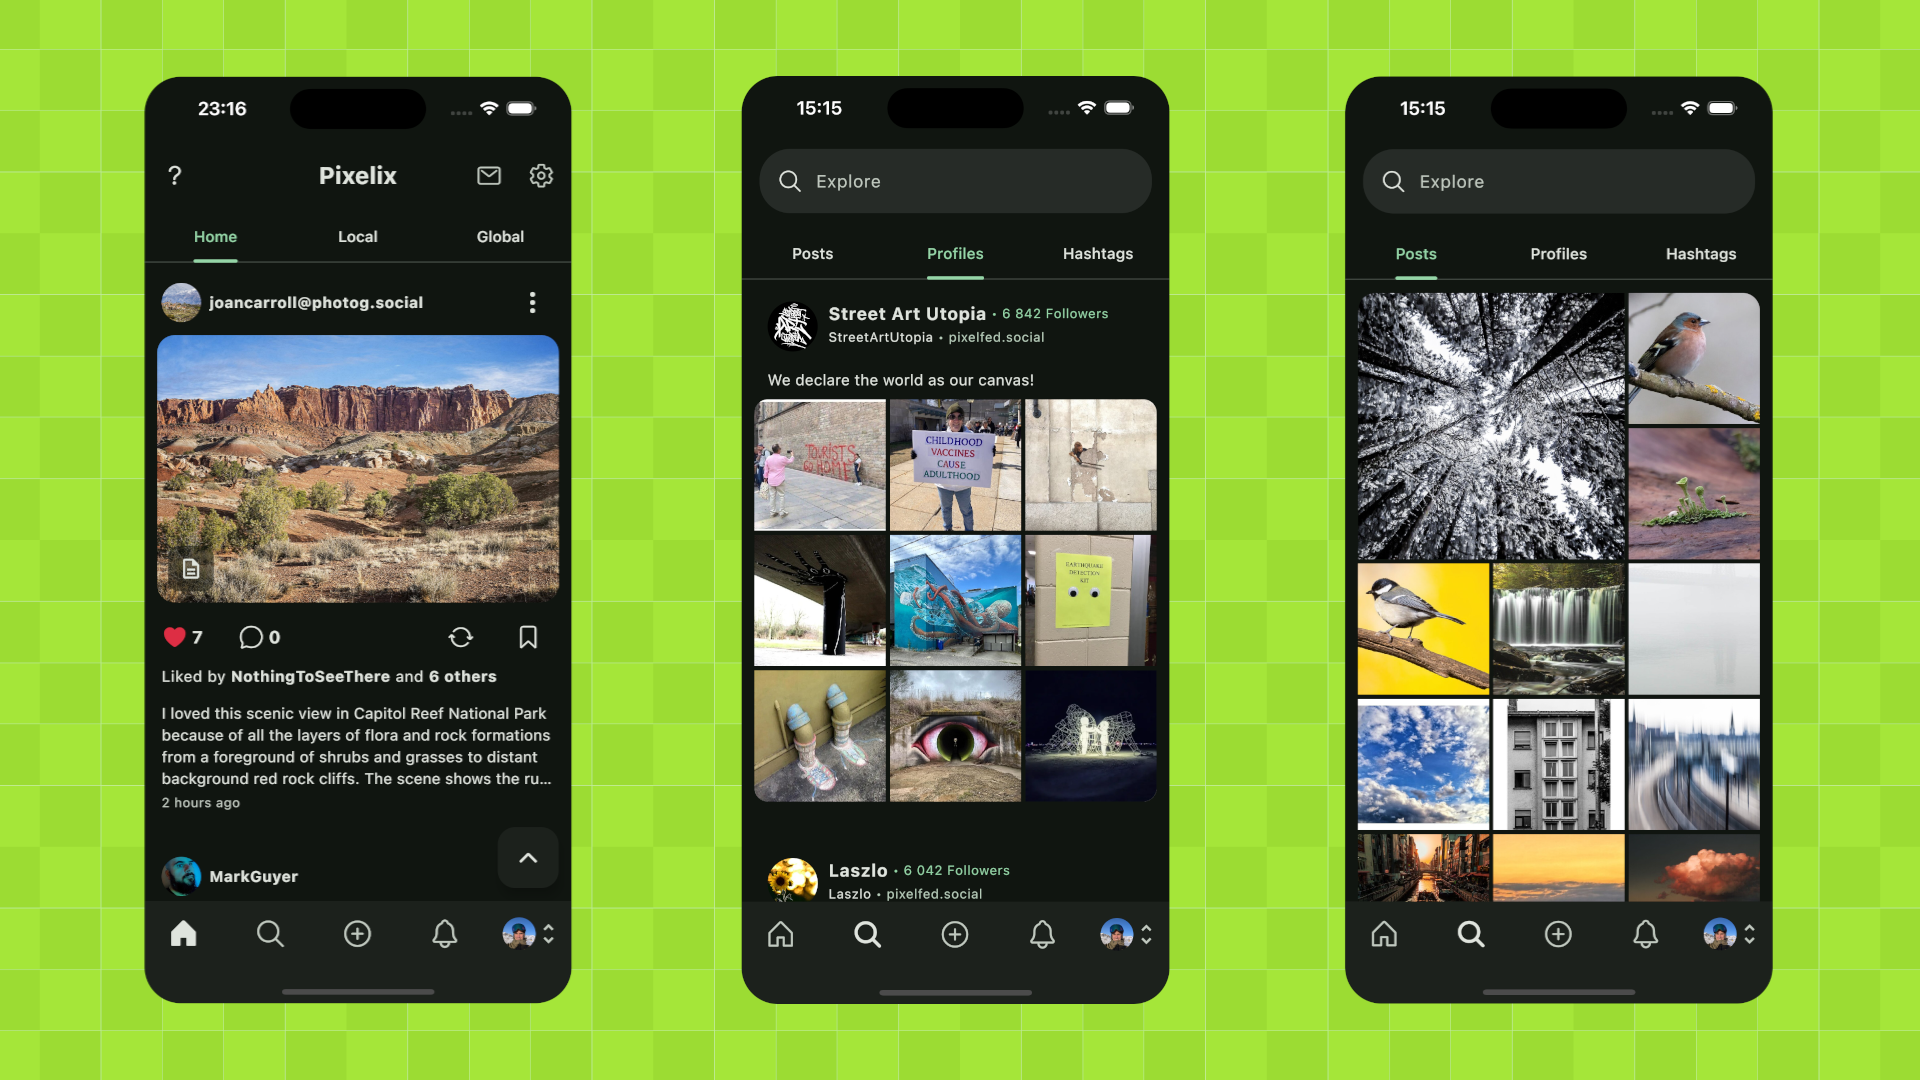 23:16
?
Pixelix
Home Local Global
joancarroll@photog.social
7 0
Liked by NothingToSeeThere and 6 others
I loved this scenic view in Capitol Reef National Park
because of all the layers of flora and rock formations
from a foreground of shrubs and grasses to distant
background red rock cliffs. The scene shows the ru...
2 hours ago
MarkGuyer
15:15
Explore
Posts Profiles Hashtags
Street Art Utopia • 6 842 Followers
StreetArtUtopia • pixelfed.social
We declare the world as our canvas!
TOURISTS
GO HOME
CHILDHOOD
VACCINES
CAUSE
ADULTHOOD
EARTHQUAKE
DETECTION
KIT
Laszlo • 6 042 Followers
Laszlo • pixelfed.social
15:15
Explore
Posts Profiles Hashtags